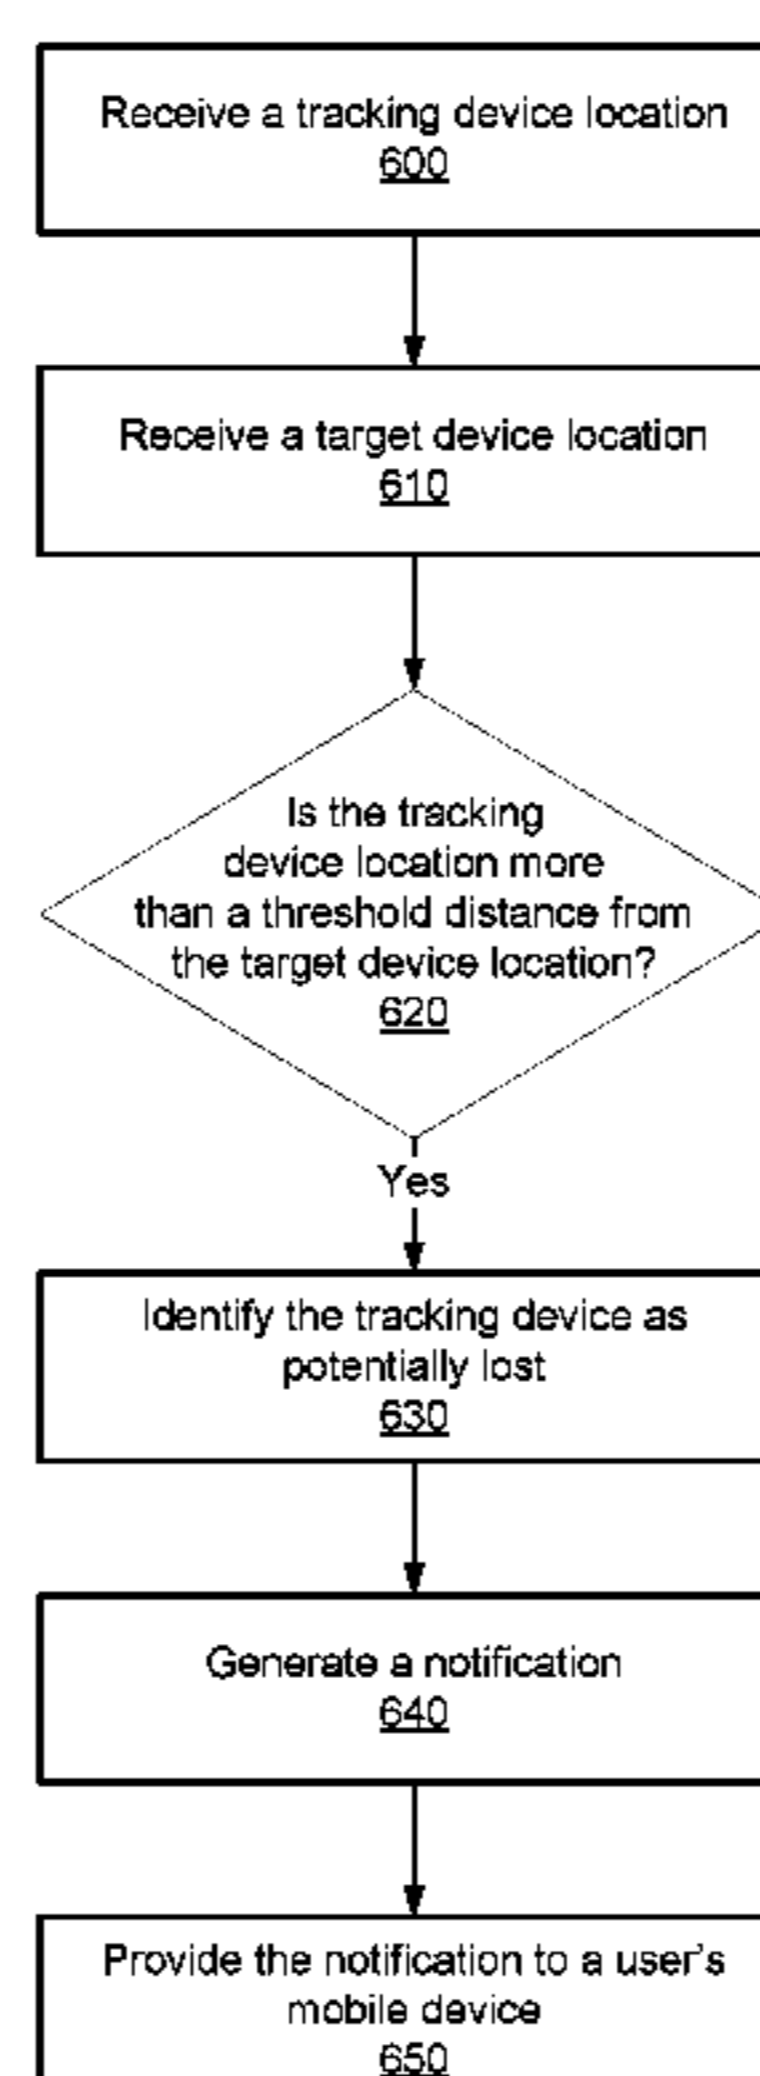 Receive a tracking device location
600
Receive a target device location
610
Is the tracking
device location more
than a threshold distance from
the target device location?
620
Yes
Identify the tracking device as
potentially lost
630
Generate a notification
640
Provide the notification to a user's
mobile device
650